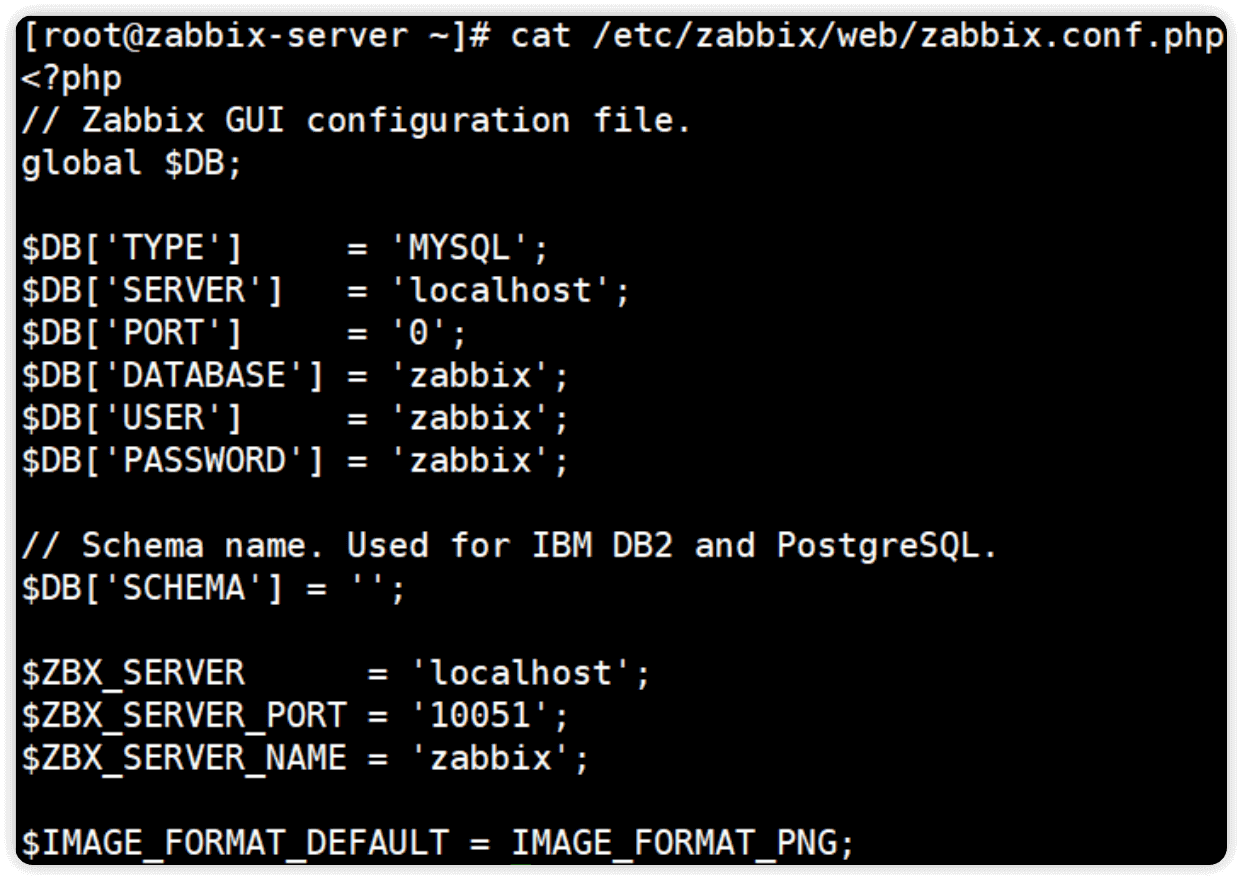 [root@zabbix-server ~]# cat /etc/zabbix/web/zabbix.conf.php
<?php
// Zabbix GUI configuration file.
global $DB;

$DB['TYPE']     = 'MYSQL';
$DB['SERVER']   = 'localhost';
$DB['PORT']     = '0';
$DB['DATABASE'] = 'zabbix';
$DB['USER']     = 'zabbix';
$DB['PASSWORD'] = 'zabbix';

// Schema name. Used for IBM DB2 and PostgreSQL.
$DB['SCHEMA'] = '';

$ZBX_SERVER      = 'localhost';
$ZBX_SERVER_PORT = '10051';
$ZBX_SERVER_NAME = 'zabbix';

$IMAGE_FORMAT_DEFAULT = IMAGE_FORMAT_PNG;